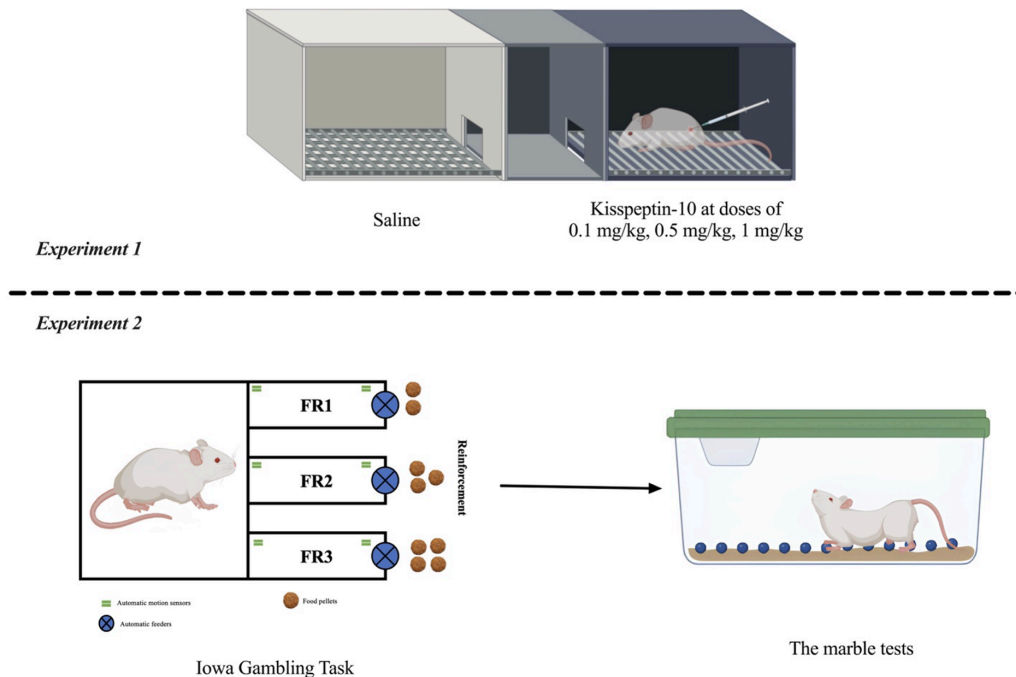 Saline
Kisspeptin-10 at doses of
0.1 mg/kg, 0.5 mg/kg, 1 mg/kg
Experiment 1
Experiment 2
FR1
FR2
FR3
Reinforcement
Automatic motion sensors
Food pellets
Automatic feeders
Iowa Gambling Task
The marble tests